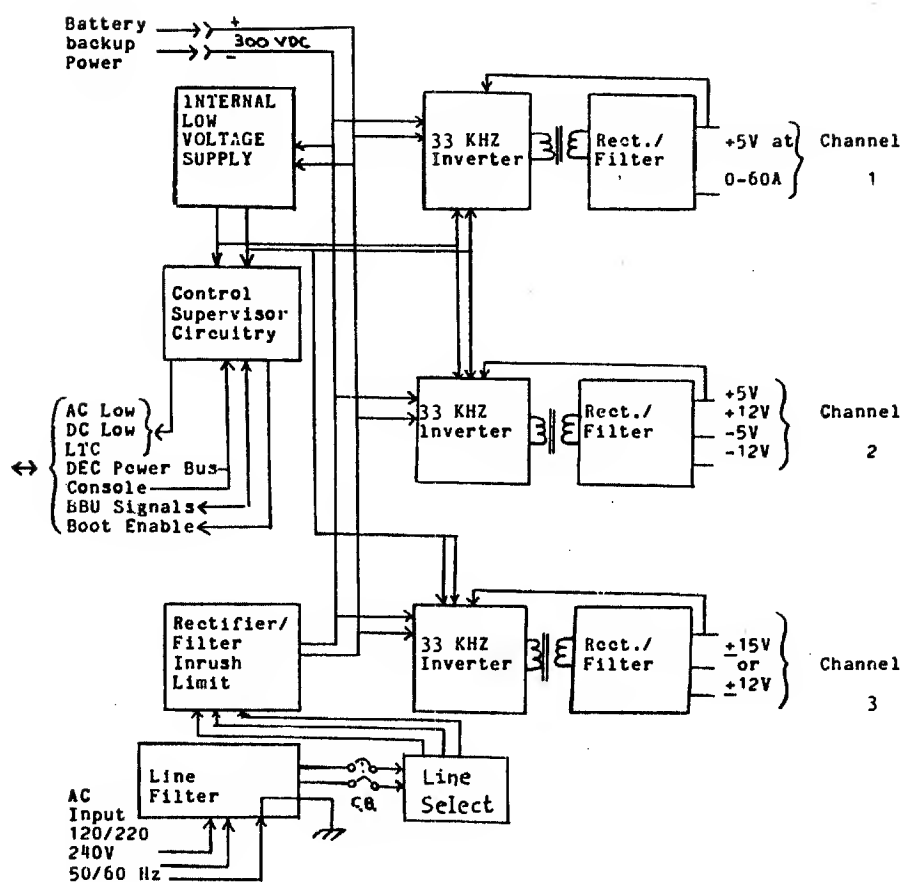 Battery
backup
Power
+
300 VDC
-
INTERNAL
LOW
VOLTAGE
SUPPLY
33 KHZ
Inverter
Rect./
Filter
+5V at
0-60A
Channel
1
Control
Supervisor
Circuitry
AC Low
DC Low
LTC
DEC Power Bus
Console
BBU Signals
Boot Enable
33 KHZ
Inverter
Rect./
Filter
+5V
+12V
-5V
-12V
Channel
2
Rectifier/
Filter
Inrush
Limit
33 KHZ
Inverter
Rect./
Filter
±15V
or
±12V
Channel
3
Line
Filter
C.B.
Line
Select
AC
Input
120/220
240V
50/60 Hz